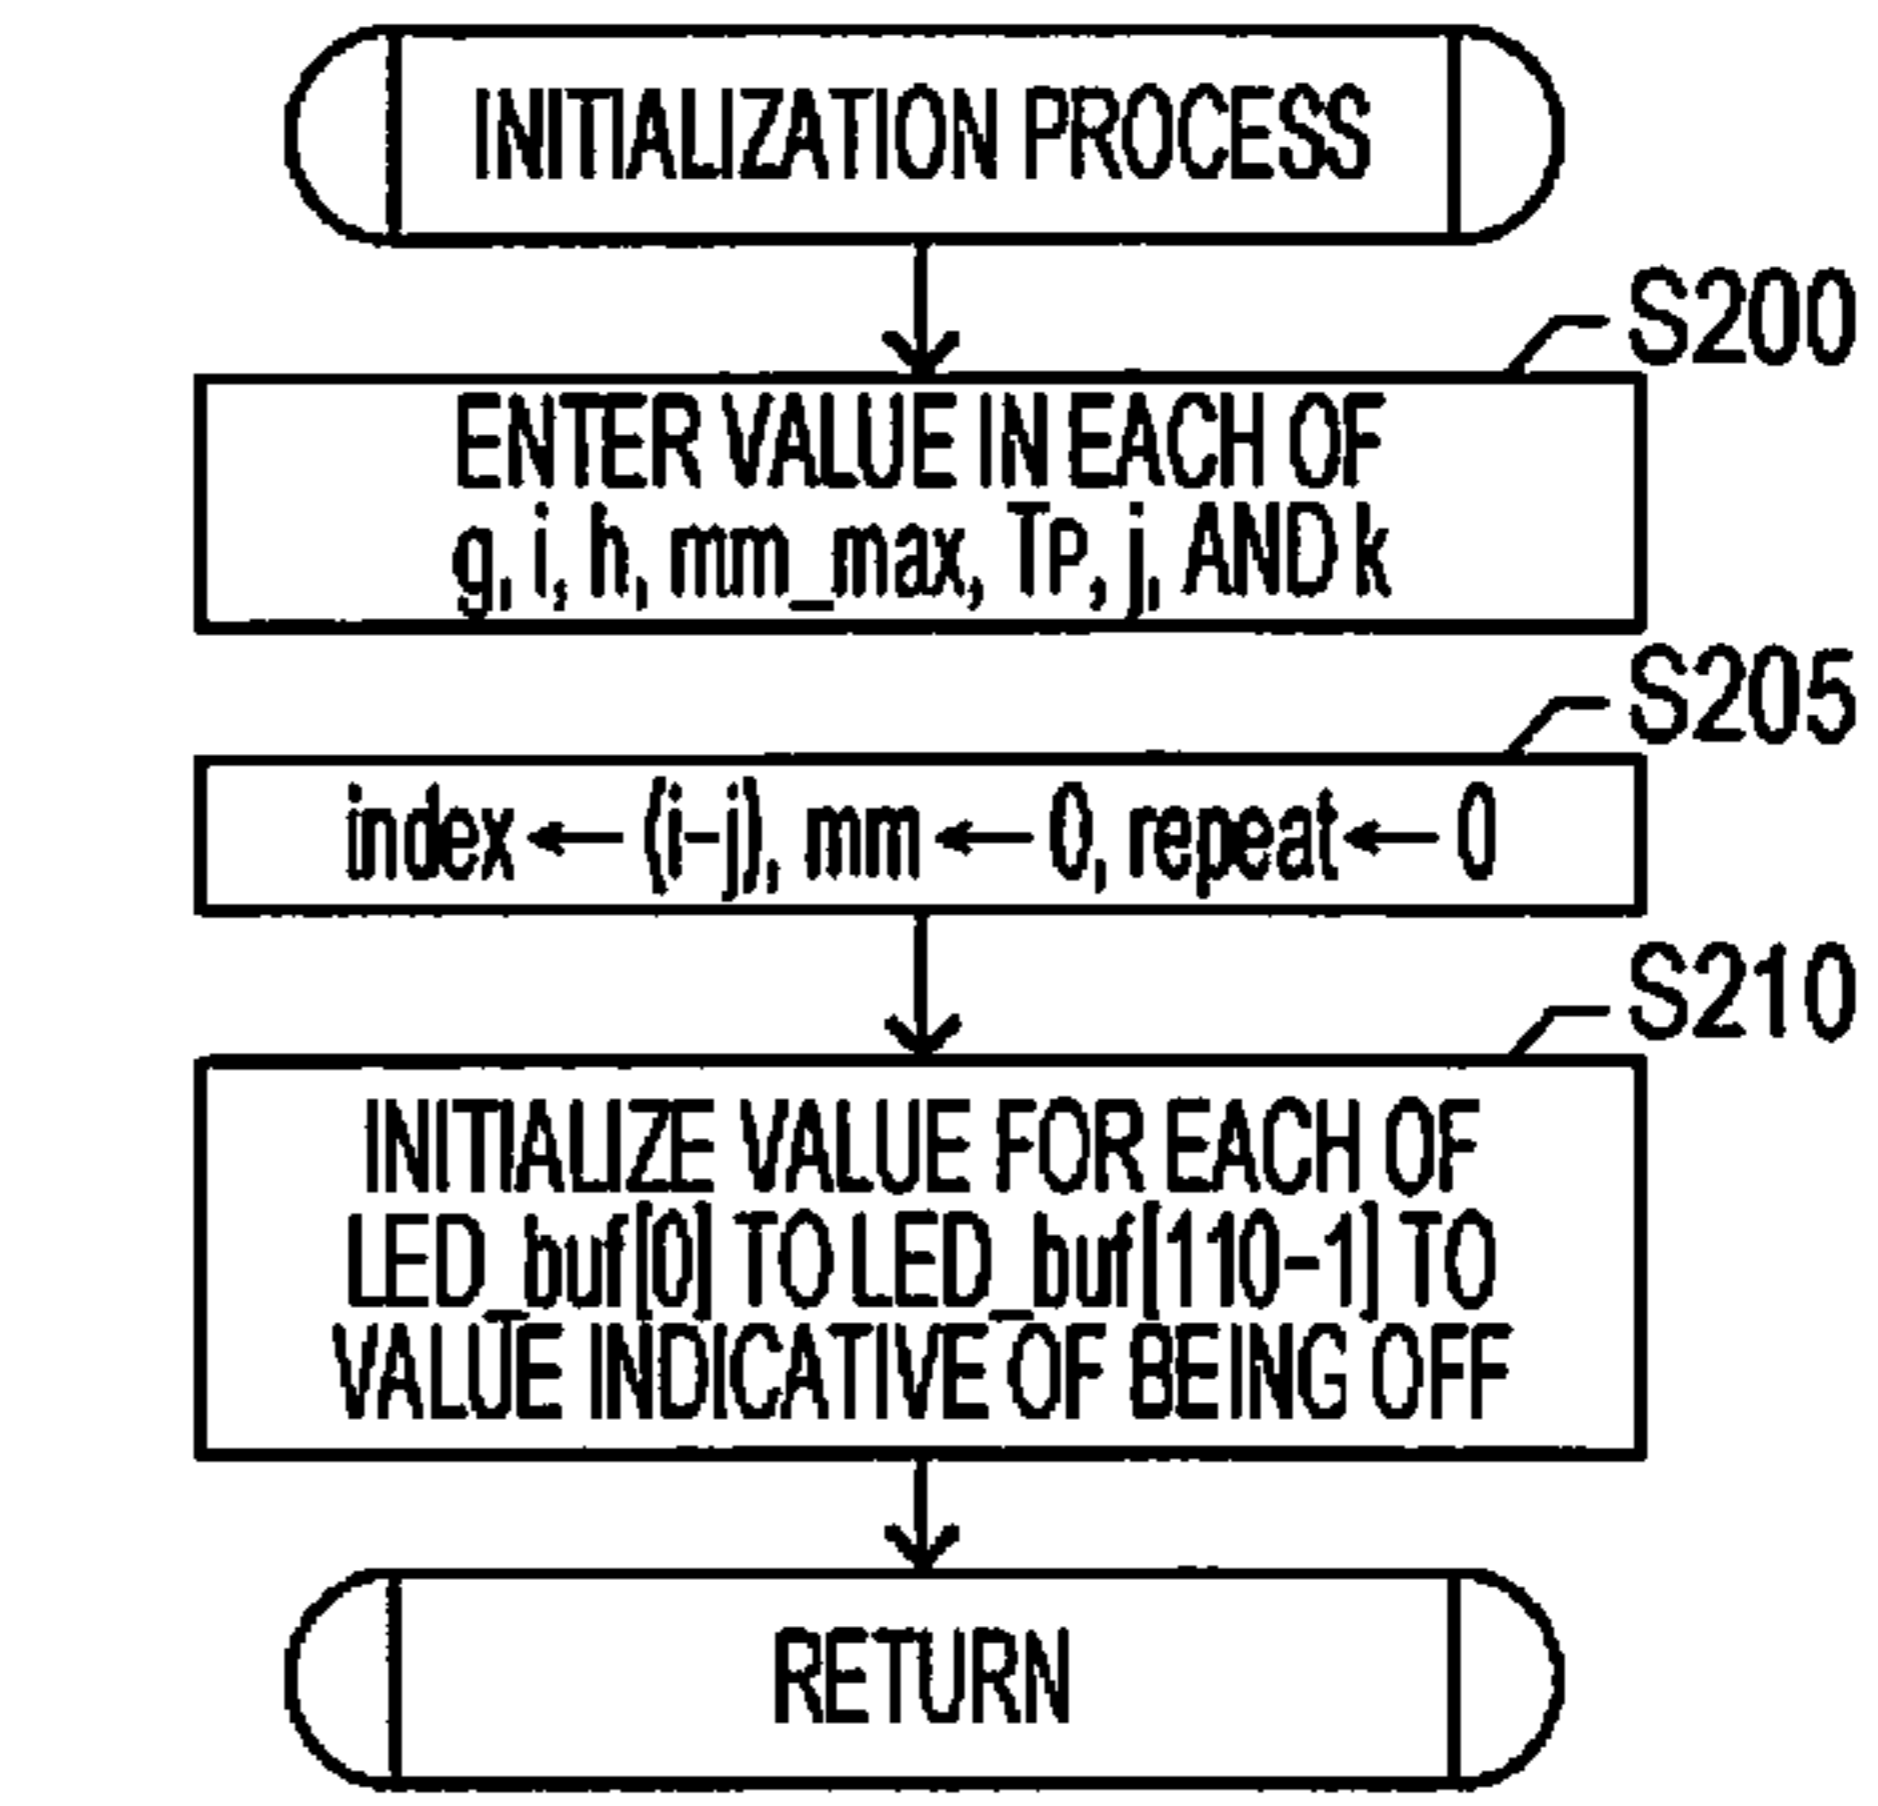 INITIALIZATION PROCESS
S200
ENTER VALUE IN EACH OF
g, i, h, mm_max, TP, j, AND k
S205
index ← (i-j), mm ← 0, repeat ← 0
S210
INITIALIZE VALUE FOR EACH OF
LED_buf[0] TO LED_buf[110-1] TO
VALUE INDICATIVE OF BEING OFF
RETURN